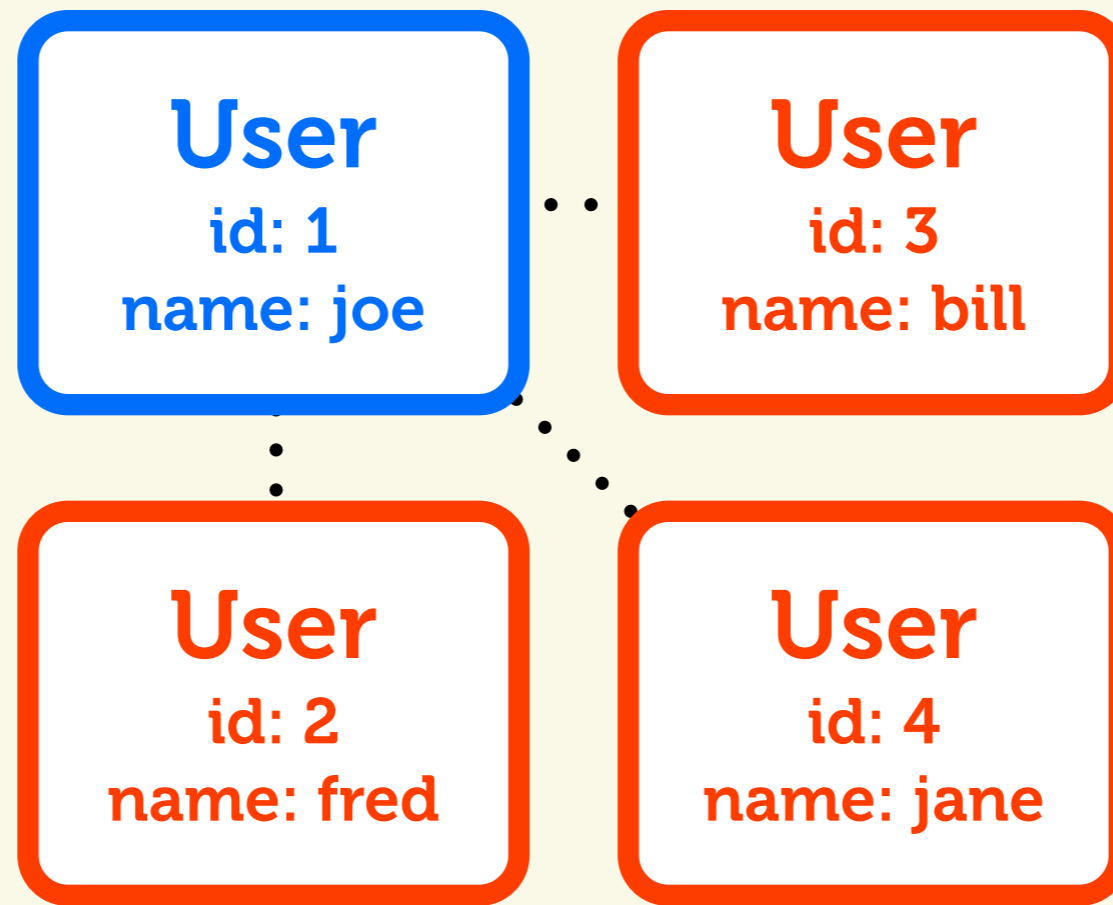 User
id: 1
name: joe
User
id: 3
name: bill
User
id: 2
name: fred
User
id: 4
name: jane